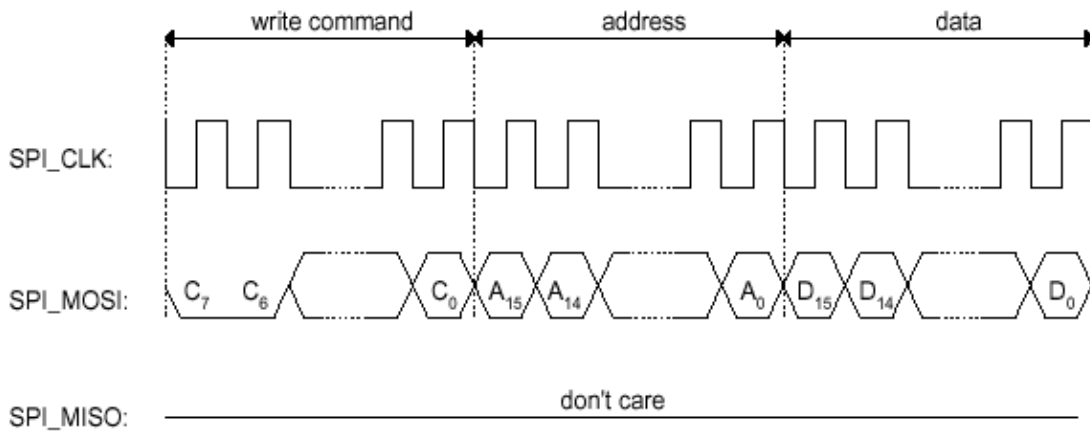 write command address data
SPI_CLK:
SPI_MOSI: C7 C6 C0 A15 A14 A0 D15 D14 D0
don't care
SPI_MISO: